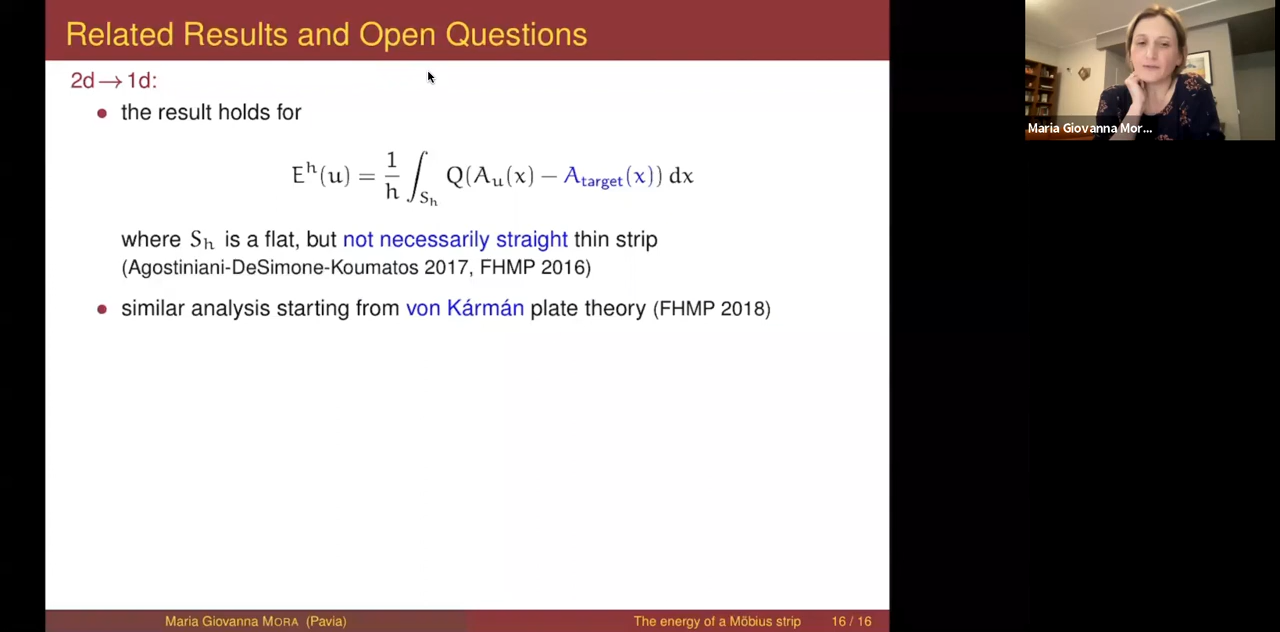 Related Results and Open Questions
2d → 1d:
• the result holds for
E^h(u) = 1/h ∫_{S_h} Q(A_u(x) − A_target(x)) dx
where S_h is a flat, but not necessarily straight thin strip
(Agostiniani-DeSimone-Koumatos 2017, FHMP 2016)
• similar analysis starting from von Kármán plate theory (FHMP 2018)
Maria Giovanna MORA (Pavia)
The energy of a Möbius strip
16 / 16
Maria Giovanna Mor...